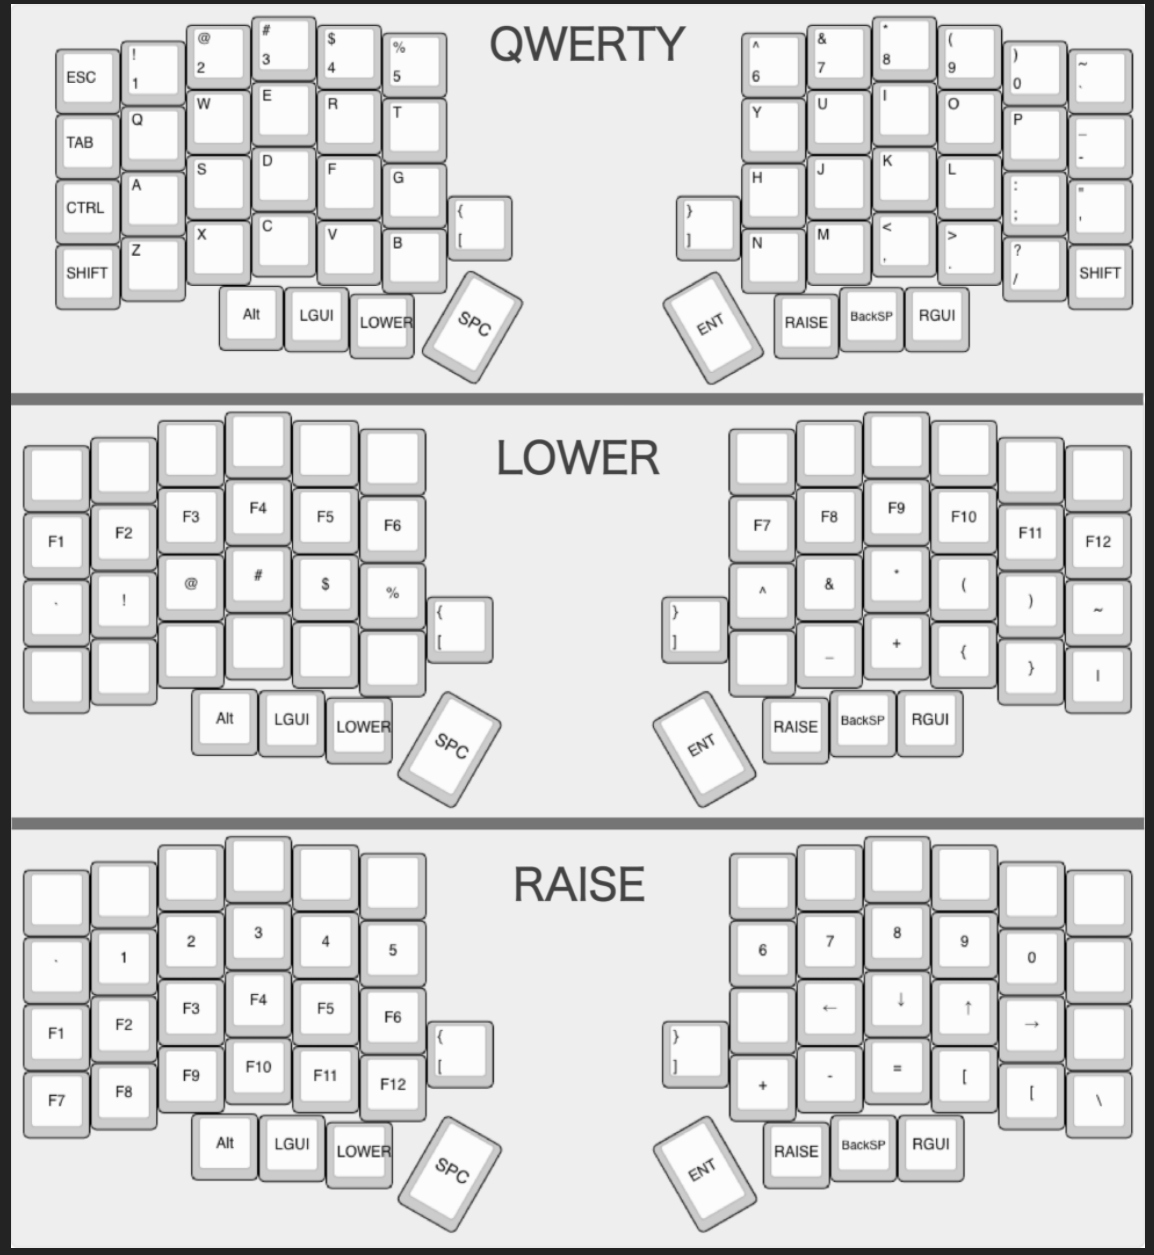 QWERTY
ESC ! 1 @ 2 # 3 $ 4 % 5 ^ 6 & 7 * 8 ( 9 ) 0 ~ `
TAB Q W E R T Y U I O P _ -
CTRL A S D F G { [ } ] H J K L : ; " '
SHIFT Z X C V B N M < , > . ? / SHIFT
Alt LGUI LOWER SPC ENT RAISE BackSP RGUI
LOWER
F1 F2 F3 F4 F5 F6 F7 F8 F9 F10 F11 F12
` ! @ # $ % { [ } ] ^ & * ( ) ~
_ + { } |
Alt LGUI LOWER SPC ENT RAISE BackSP RGUI
RAISE
` 1 2 3 4 5 6 7 8 9 0
F1 F2 F3 F4 F5 F6 { [ } ] ← ↓ ↑ →
F7 F8 F9 F10 F11 F12 + - = [ [ \
Alt LGUI LOWER SPC ENT RAISE BackSP RGUI